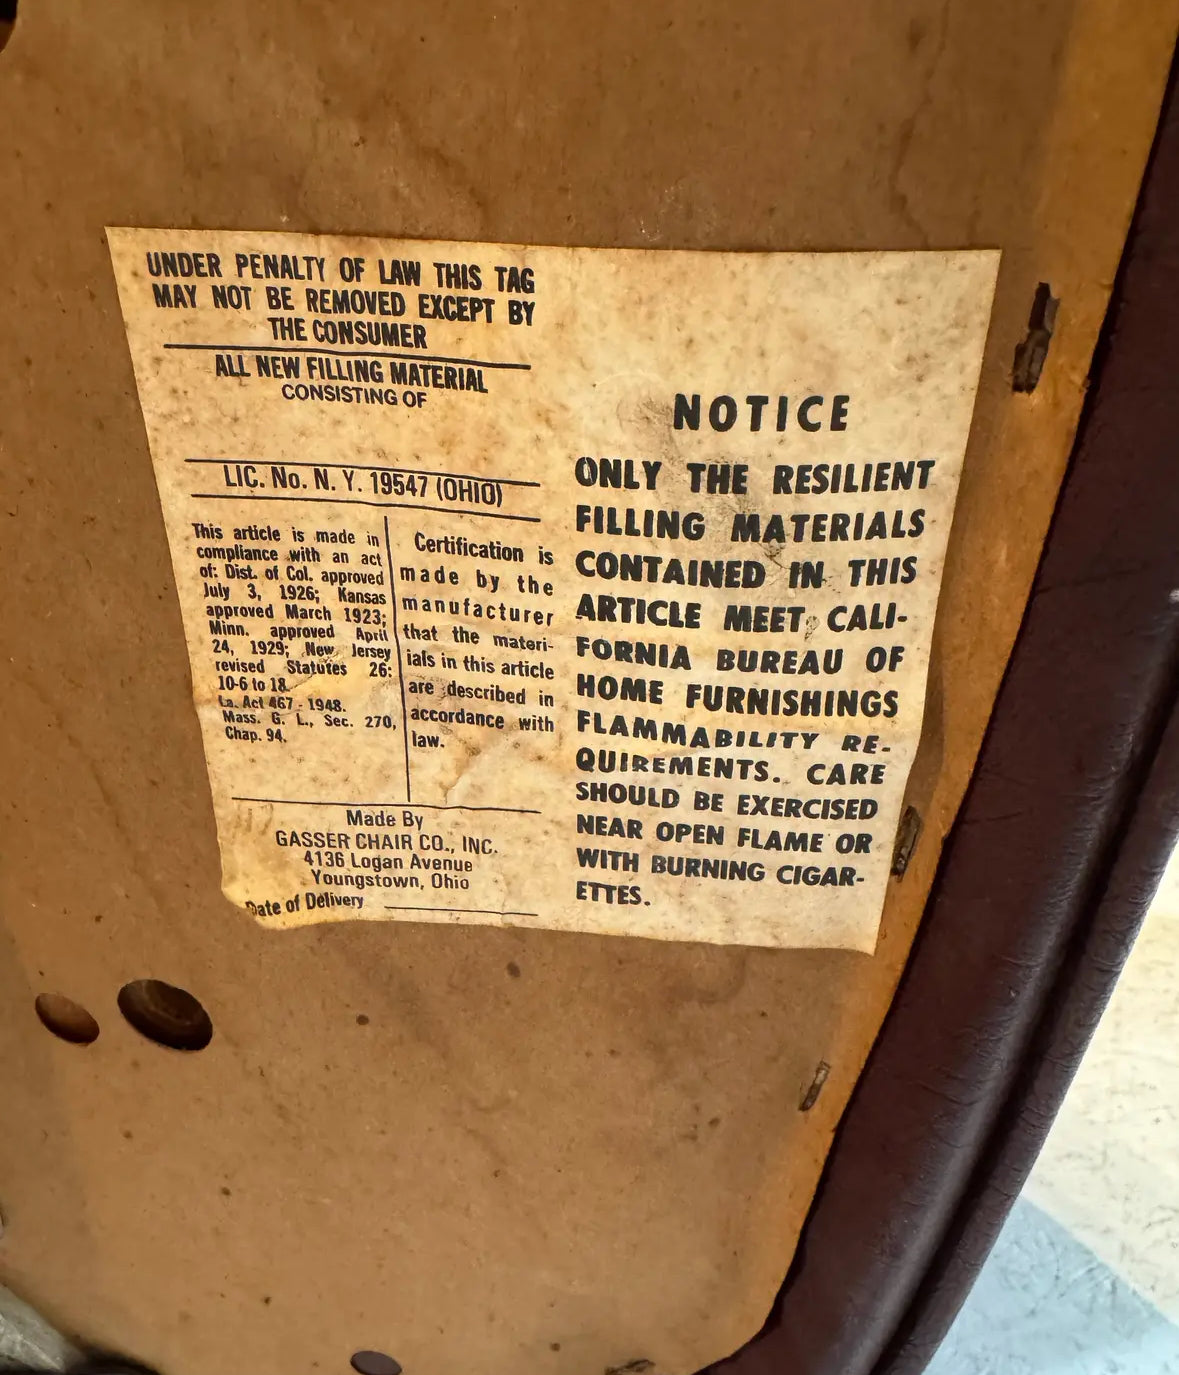 UNDER PENALTY OF LAW THIS TAG
MAY NOT BE REMOVED EXCEPT BY
THE CONSUMER
ALL NEW FILLING MATERIAL
CONSISTING OF
LIC. No. N. Y. 19547 (OHIO)
This article is made in
compliance with an act
of: Dist. of Col. approved
July 3, 1926; Kansas
approved March 1923;
Minn. approved April
24, 1929; New Jersey
revised Statutes 26:
10-6 to 18.
La. Act 467 - 1948.
Mass. G. L., Sec. 270,
Chap. 94.
Certification is
made by the
manufacturer
that the materi-
ials in this article
are described in
accordance with
law.
Made By
GASSER CHAIR CO., INC.
4136 Logan Avenue
Youngstown, Ohio
Date of Delivery
NOTICE
ONLY THE RESILIENT
FILLING MATERIALS
CONTAINED IN THIS
ARTICLE MEET CALI-
FORNIA BUREAU OF
HOME FURNISHINGS
FLAMMABILITY RE-
QUIREMENTS. CARE
SHOULD BE EXERCISED
NEAR OPEN FLAME OR
WITH BURNING CIGAR-
ETTES.